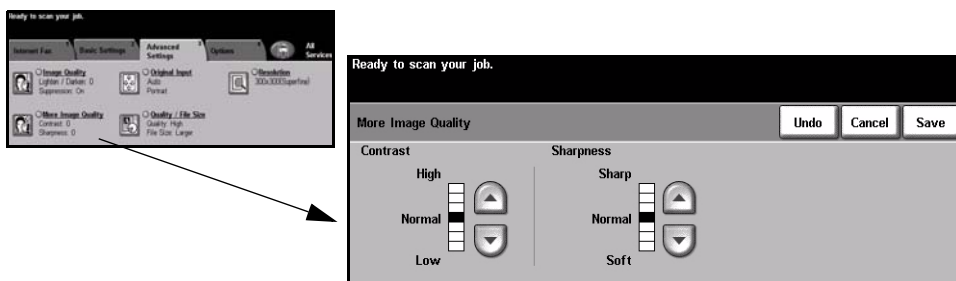 Ready to scan your job.
Internet Fax
Basic Settings
Advanced Settings
Options
All Services
Image Quality
Lighten / Darken: 0
Suppression: On
Original Input
Auto
Portrait
Resolution
300x300(Superfine)
More Image Quality
Contrast: 0
Sharpness: 0
Quality / File Size
Quality: High
File Size: Larger
Ready to scan your job.
More Image Quality
Undo
Cancel
Save
Contrast
High
Normal
Low
Sharpness
Sharp
Normal
Soft